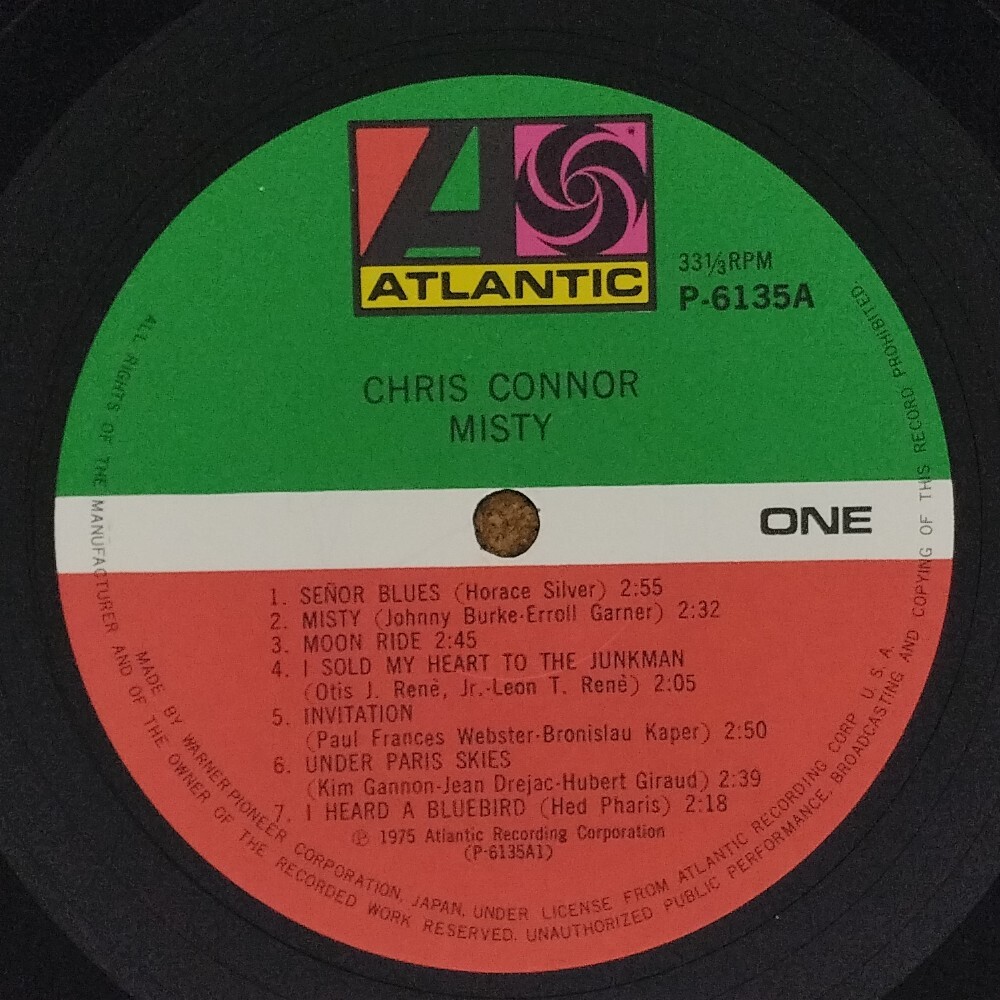 ATLANTIC
33⅓RPM
P-6135A
CHRIS CONNOR
MISTY
ONE
1. SEÑOR BLUES (Horace Silver) 2:55
2. MISTY (Johnny Burke-Erroll Garner) 2:32
3. MOON RIDE 2:45
4. I SOLD MY HEART TO THE JUNKMAN
(Otis J. Renè, Jr.-Leon T. Renè) 2:05
5. INVITATION
(Paul Frances Webster-Bronislau Kaper) 2:50
6. UNDER PARIS SKIES
(Kim Gannon-Jean Drejac-Hubert Giraud) 2:39
7. I HEARD A BLUEBIRD (Hed Pharis) 2:18
℗ 1975 Atlantic Recording Corporation
(P-6135A1)
MADE BY WARNER-PIONEER CORPORATION, JAPAN, UNDER LICENSE FROM ATLANTIC RECORDING CORP. U.S.A.
ALL RIGHTS OF THE MANUFACTURER AND OF THE OWNER OF THE RECORDED WORK RESERVED. UNAUTHORIZED PUBLIC PERFORMANCE, BROADCASTING AND COPYING OF THIS RECORD PROHIBITED.